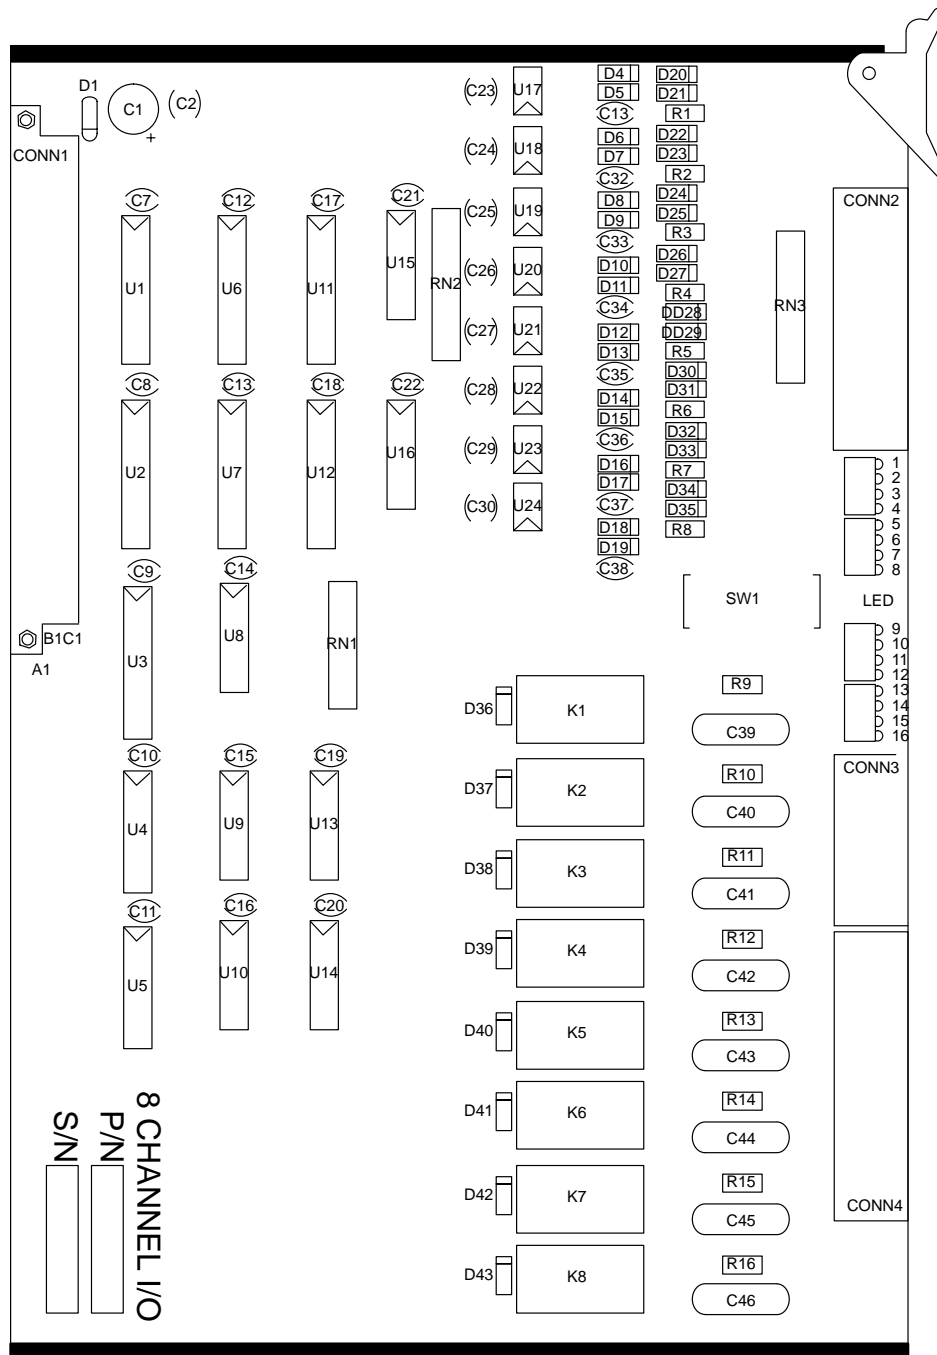 D1
C1
+
C2
C23
U17
D4
D20
D5
D21
C13
R1
CONN1
C24
U18
D6
D22
D7
D23
C32
R2
C7
C12
C17
C21
C25
U19
D8
D24
D9
D25
CONN2
R3
C33
U1
U6
U11
U15
RN2
C26
U20
D10
D26
D11
D27
RN3
R4
C34
DD28
C27
U21
D12
DD29
D13
R5
C8
C13
C18
C22
C28
U22
C35
D30
D31
D14
R6
D15
U2
U7
U12
U16
C29
U23
C36
D32
D33
D16
R7
D17
D34
C30
U24
C37
D35
D18
R8
D19
C38
1
2
3
4
5
6
7
8
C9
C14
U8
RN1
SW1
LED
B1C1
A1
U3
9
10
11
12
13
14
15
16
D36
K1
R9
C39
C10
C15
C19
D37
K2
R10
C40
CONN3
U4
U9
U13
D38
K3
R11
C41
C11
C16
C20
D39
K4
R12
C42
U5
U10
U14
D40
K5
R13
C43
D41
K6
R14
C44
D42
K7
R15
C45
CONN4
D43
K8
R16
C46
8 CHANNEL I/O
P/N
S/N